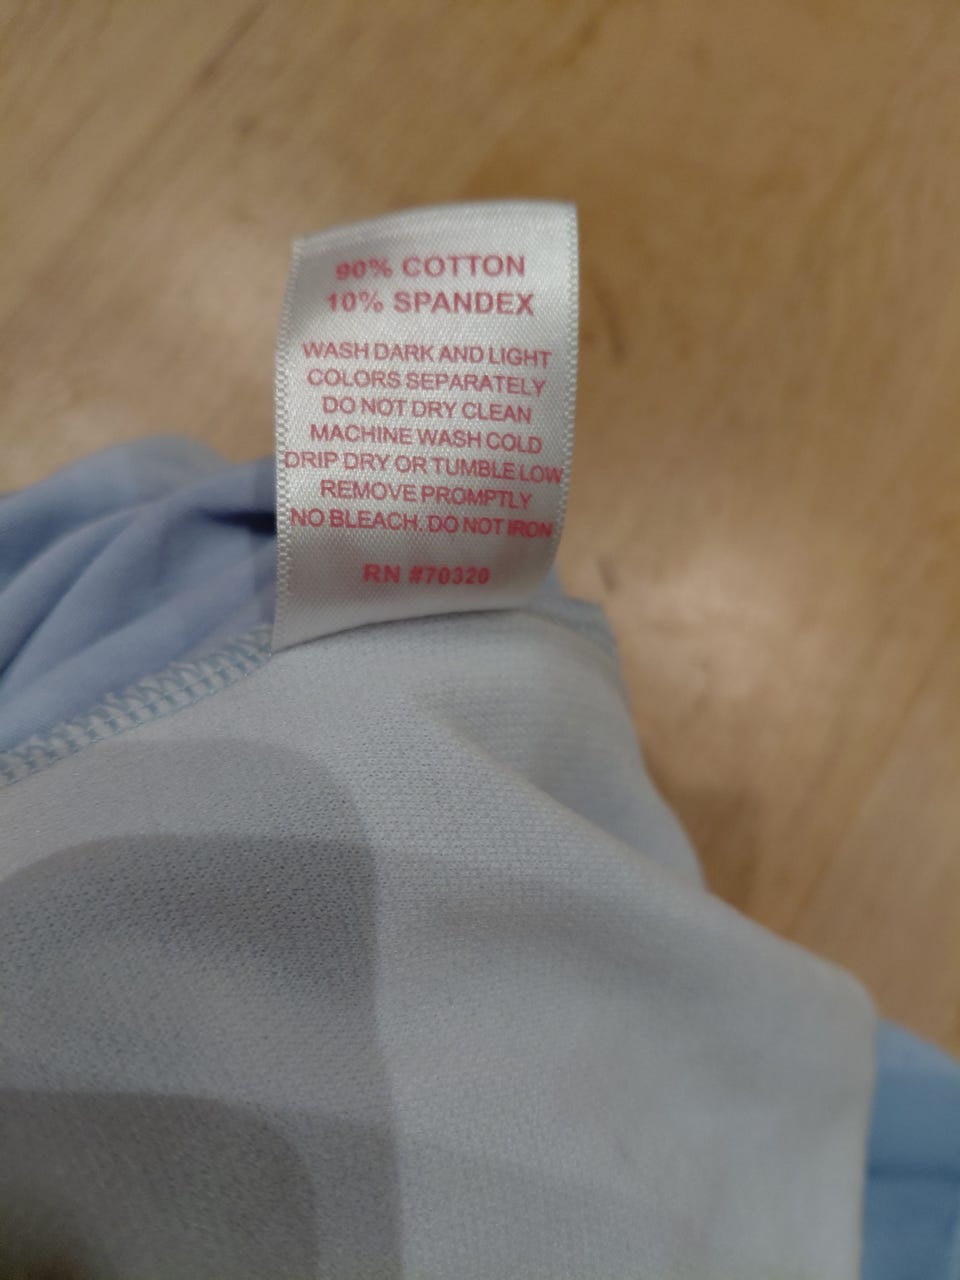 90% COTTON
10% SPANDEX
WASH DARK AND LIGHT
COLORS SEPARATELY
DO NOT DRY CLEAN
MACHINE WASH COLD
DRIP DRY OR TUMBLE LOW
REMOVE PROMPTLY
NO BLEACH. DO NOT IRON
RN #70320